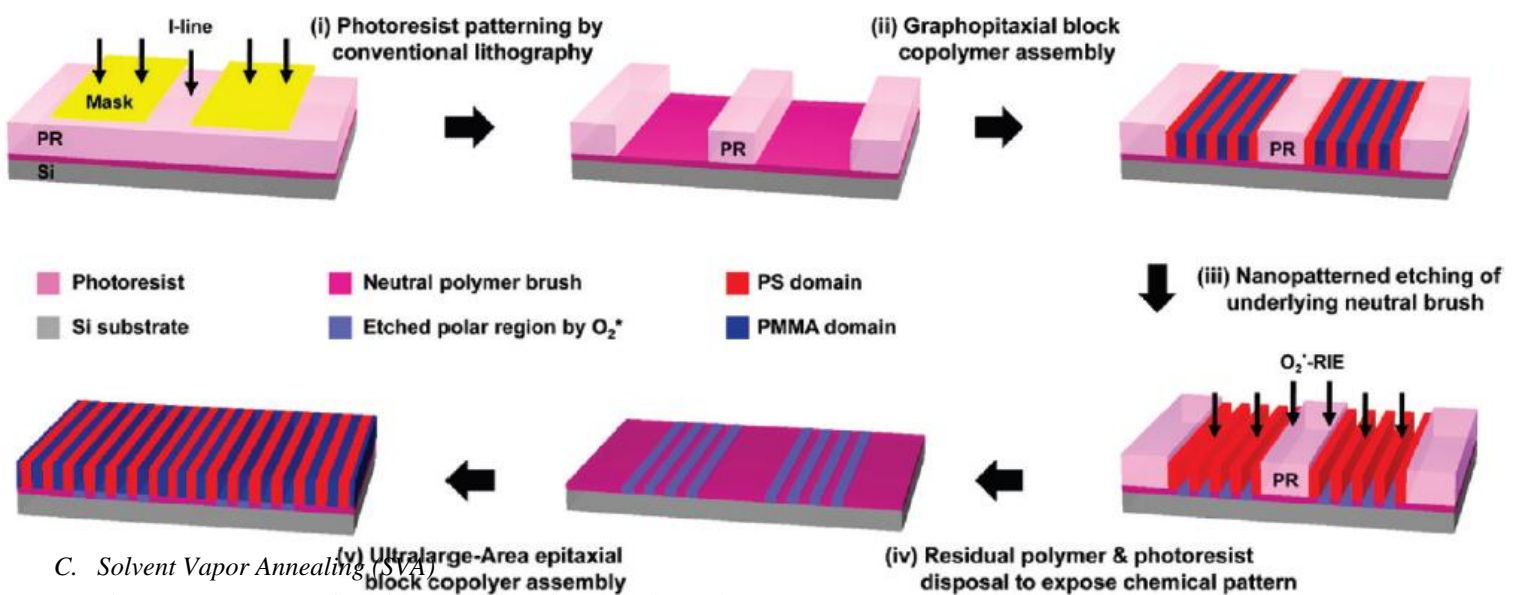 I-line
(i) Photoresist patterning by
conventional lithography
(ii) Graphopitaxial block
copolymer assembly
Mask
PR
Si
PR
PR
Photoresist
Neutral polymer brush
PS domain
Si substrate
Etched polar region by O₂*
PMMA domain
(iii) Nanopatterned etching of
underlying neutral brush
O₂*-RIE
PR
(iv) Residual polymer & photoresist
disposal to expose chemical pattern
(v) Ultralarge-Area epitaxial
block copolyer assembly
C. Solvent Vapor Annealing (SVA)